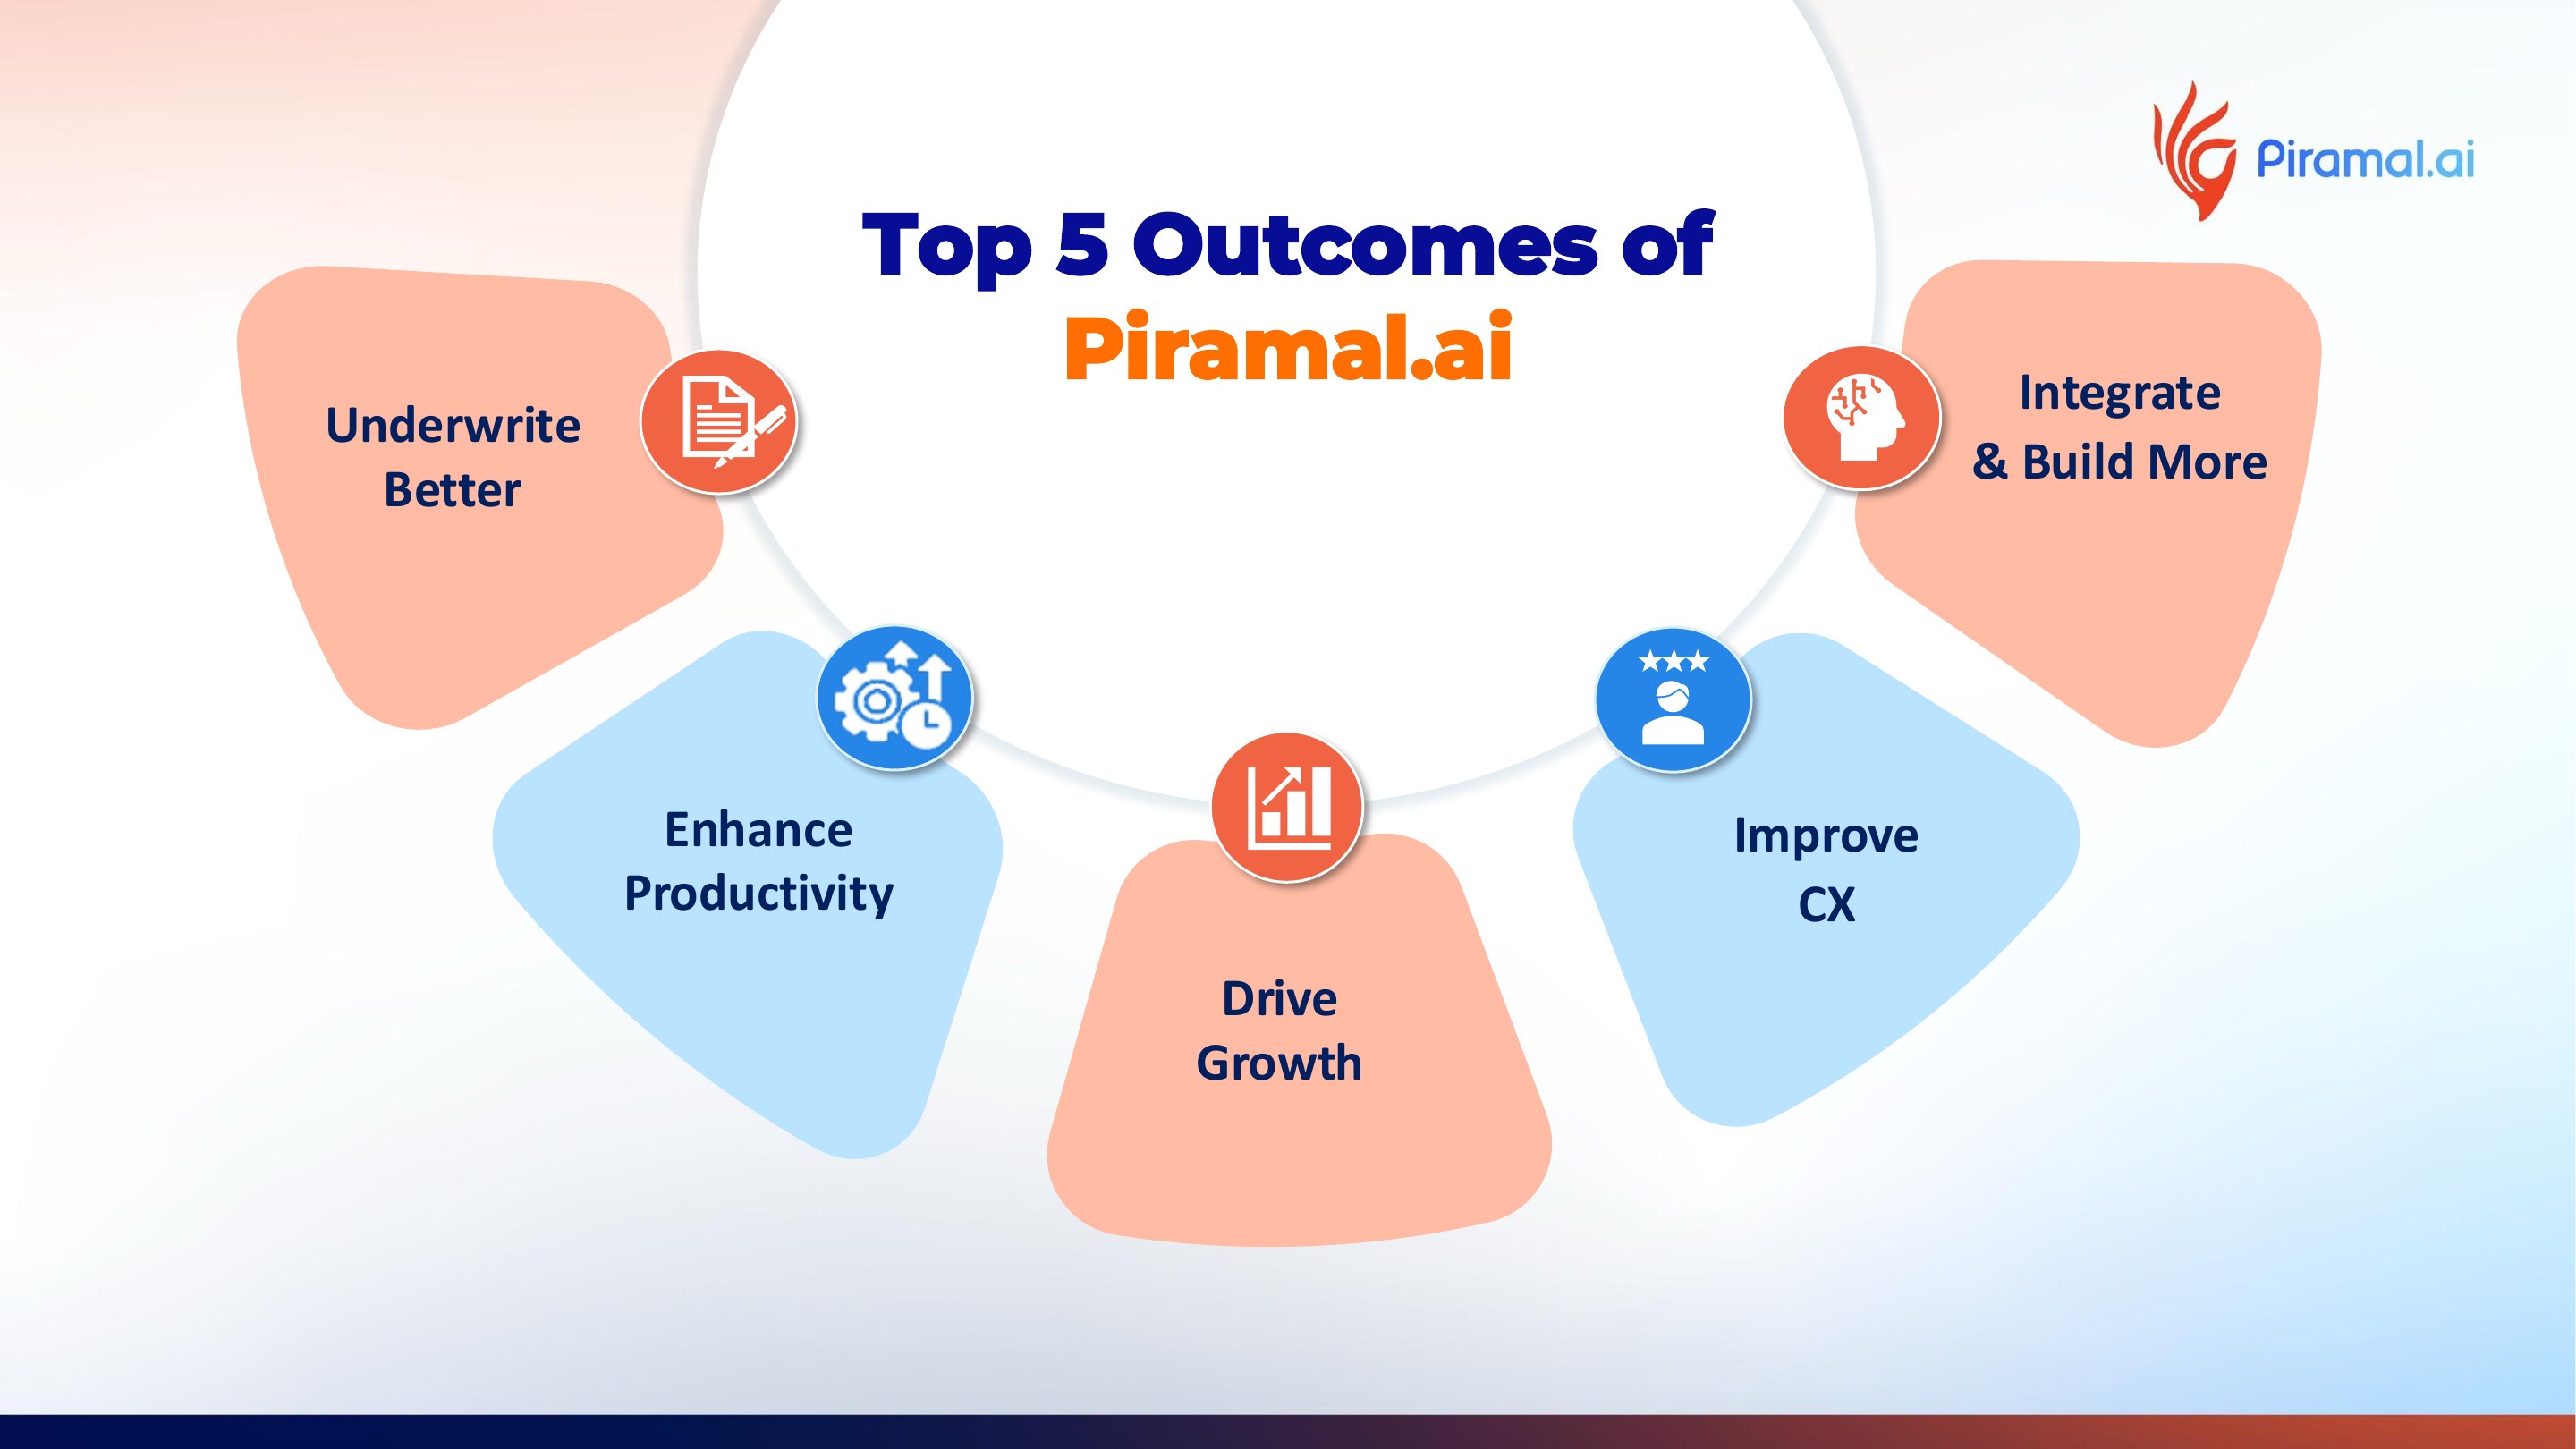 Piramal.ai
Top 5 Outcomes of
Piramal.ai
Underwrite
Better
Enhance
Productivity
Drive
Growth
Improve
CX
Integrate
& Build More